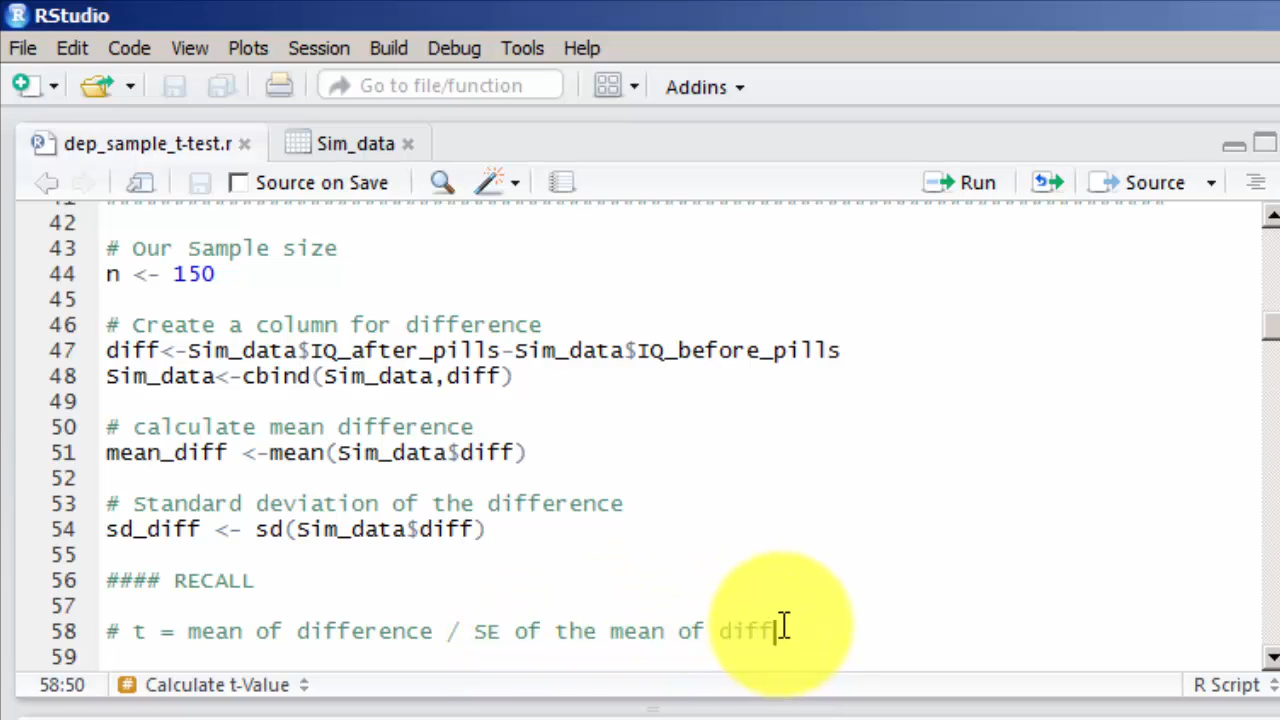 RStudio
File Edit Code View Plots Session Build Debug Tools Help
Go to file/function Addins
dep_sample_t-test.r Sim_data
Source on Save Run Source
42
43 # Our Sample size
44 n <- 150
45
46 # Create a column for difference
47 diff<-Sim_data$IQ_after_pills-Sim_data$IQ_before_pills
48 Sim_data<-cbind(Sim_data,diff)
49
50 # calculate mean difference
51 mean_diff <-mean(Sim_data$diff)
52
53 # Standard deviation of the difference
54 sd_diff <- sd(Sim_data$diff)
55
56 #### RECALL
57
58 # t = mean of difference / SE of the mean of diff
59
58:50 # Calculate t-Value R Script